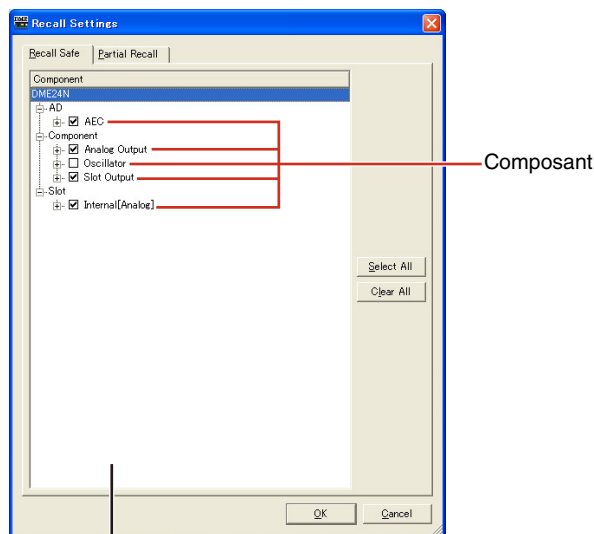 Recall Settings
Recall Safe Partial Recall
Component
DME24N
AD
AEC
Component
Analog Output
Oscillator
Composant
Slot Output
Slot
Internal[Analog]
Select All
Clear All
OK Cancel